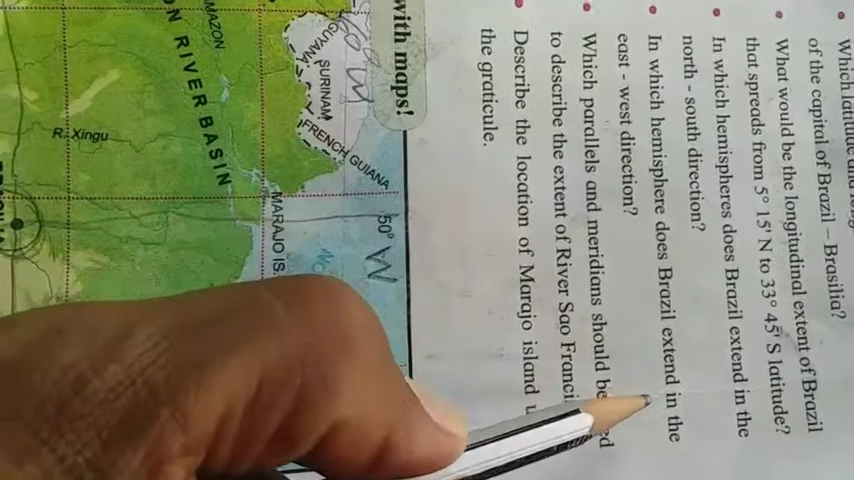 Which latitude and
of the capital of Brazil – Brasilia?
What would be the longitudinal extent of Brazil
that spreads from 5° 15' N to 33° 45' S latitude?
In which hemispheres does Brazil extend in the
north - south direction?
In which hemisphere does Brazil extend in the
east - west direction?
Which parallels and meridians should be
to describe the extent of River Sao
Describe the location of Marajo island
the graticule.
with maps!
GUYANA
SURINAM
FRENCH GUIANA
AMAZON
N RIVER BASIN
R. Xingu
MARAJO IS.
50° W